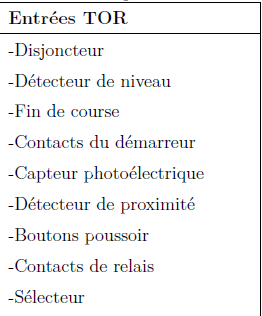 Entrées TOR
-Disjoncteur
-Détecteur de niveau
-Fin de course
-Contacts du démarreur
-Capteur photoélectrique
-Détecteur de proximité
-Boutons poussoir
-Contacts de relais
-Sélecteur